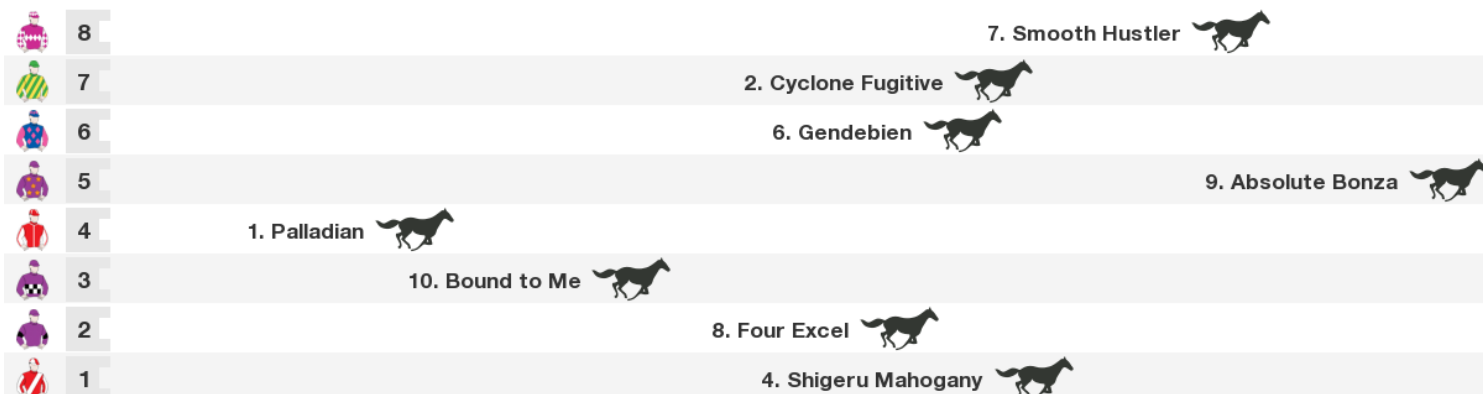 8 7. Smooth Hustler
7 2. Cyclone Fugitive
6 6. Gendebien
5 9. Absolute Bonza
4 1. Palladian
3 10. Bound to Me
2 8. Four Excel
1 4. Shigeru Mahogany